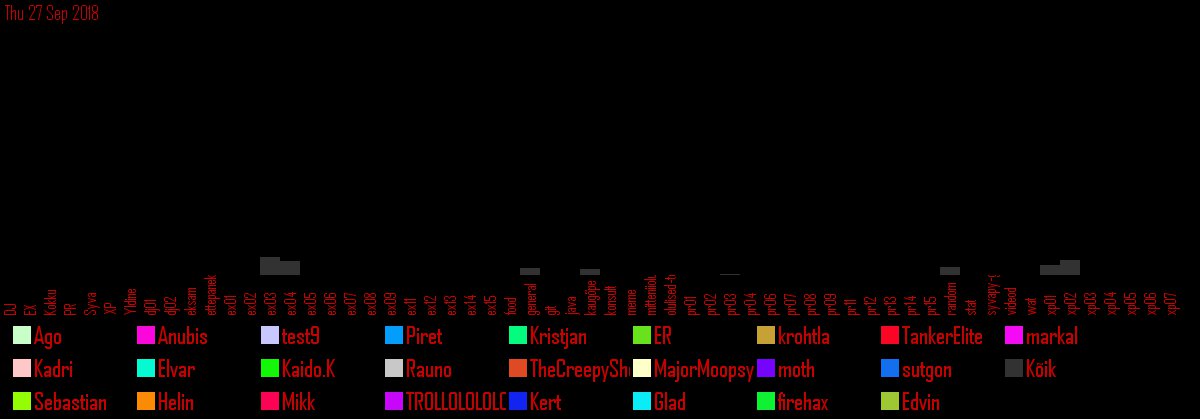 Thu 27 Sep 2018
DJ
EX
Kokku
PR
Syva
XP
Yldine
dj01
dj02
eksam
ettepanek
ex01
ex02
ex03
ex04
ex05
ex06
ex07
ex08
ex09
ex11
ex12
ex13
ex14
ex15
general
git
java
kaugõpe
konsult
meme
olulised-h
pr01
pr02
pr03
pr04
pr06
pr07
pr08
pr09
pr11
pr12
pr13
pr14
pr15
random
stat
videod
wat
xp01
xp02
xp03
xp04
xp05
xp06
xp07
Ago Anubis test9 Piret Kristjan ER krohtla TankerElite markal
Kadri Elvar Kaido.K Rauno TheCreepySh MajorMoopsy moth sutgon Kõik
Sebastian Helin Mikk TROLLOLOLOLO Kert Glad firehax Edvin